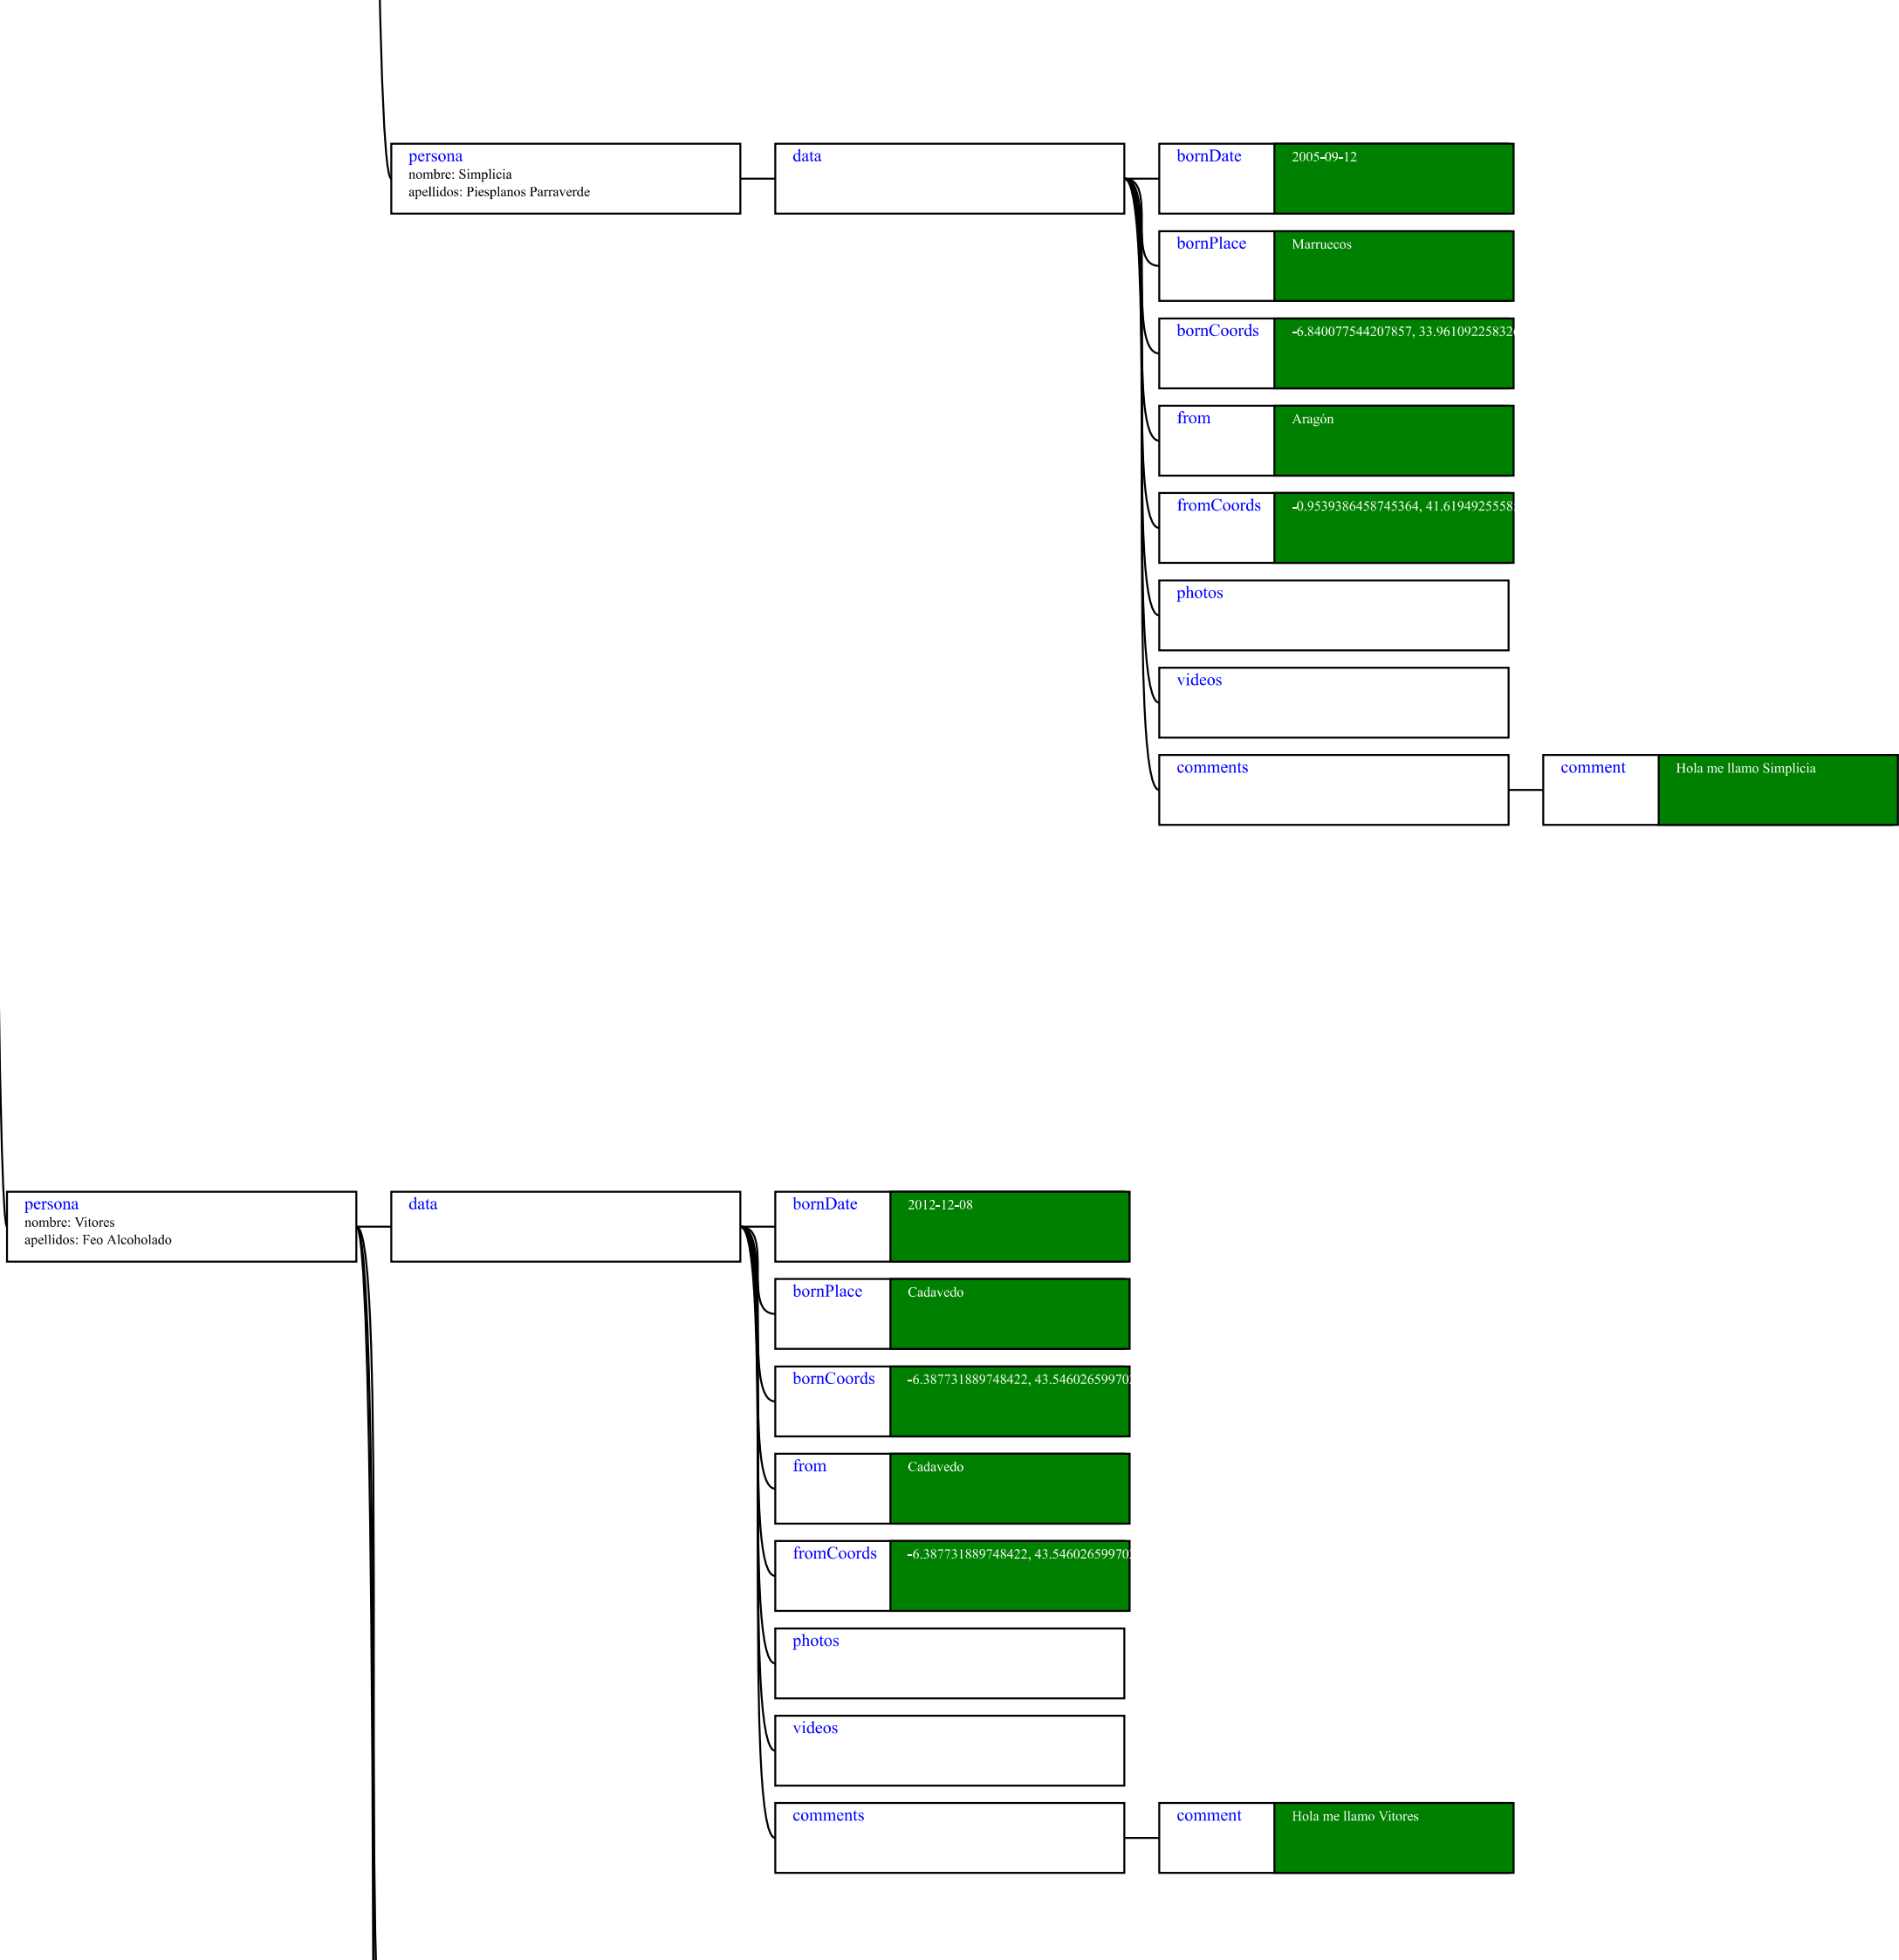 persona
nombre: Simplicia
apellidos: Piesplanos Parraverde
data
bornDate
2005-09-12
bornPlace
Marruecos
bornCoords
-6.840077544207857, 33.96109225832
from
Aragón
fromCoords
-0.9539386458745364, 41.6194925558
photos
videos
comments
comment
Hola me llamo Simplicia
persona
nombre: Vitores
apellidos: Feo Alcoholado
data
bornDate
2012-12-08
bornPlace
Cadavedo
bornCoords
-6.387731889748422, 43.54602659970
from
Cadavedo
fromCoords
-6.387731889748422, 43.54602659970
photos
videos
comments
comment
Hola me llamo Vitores